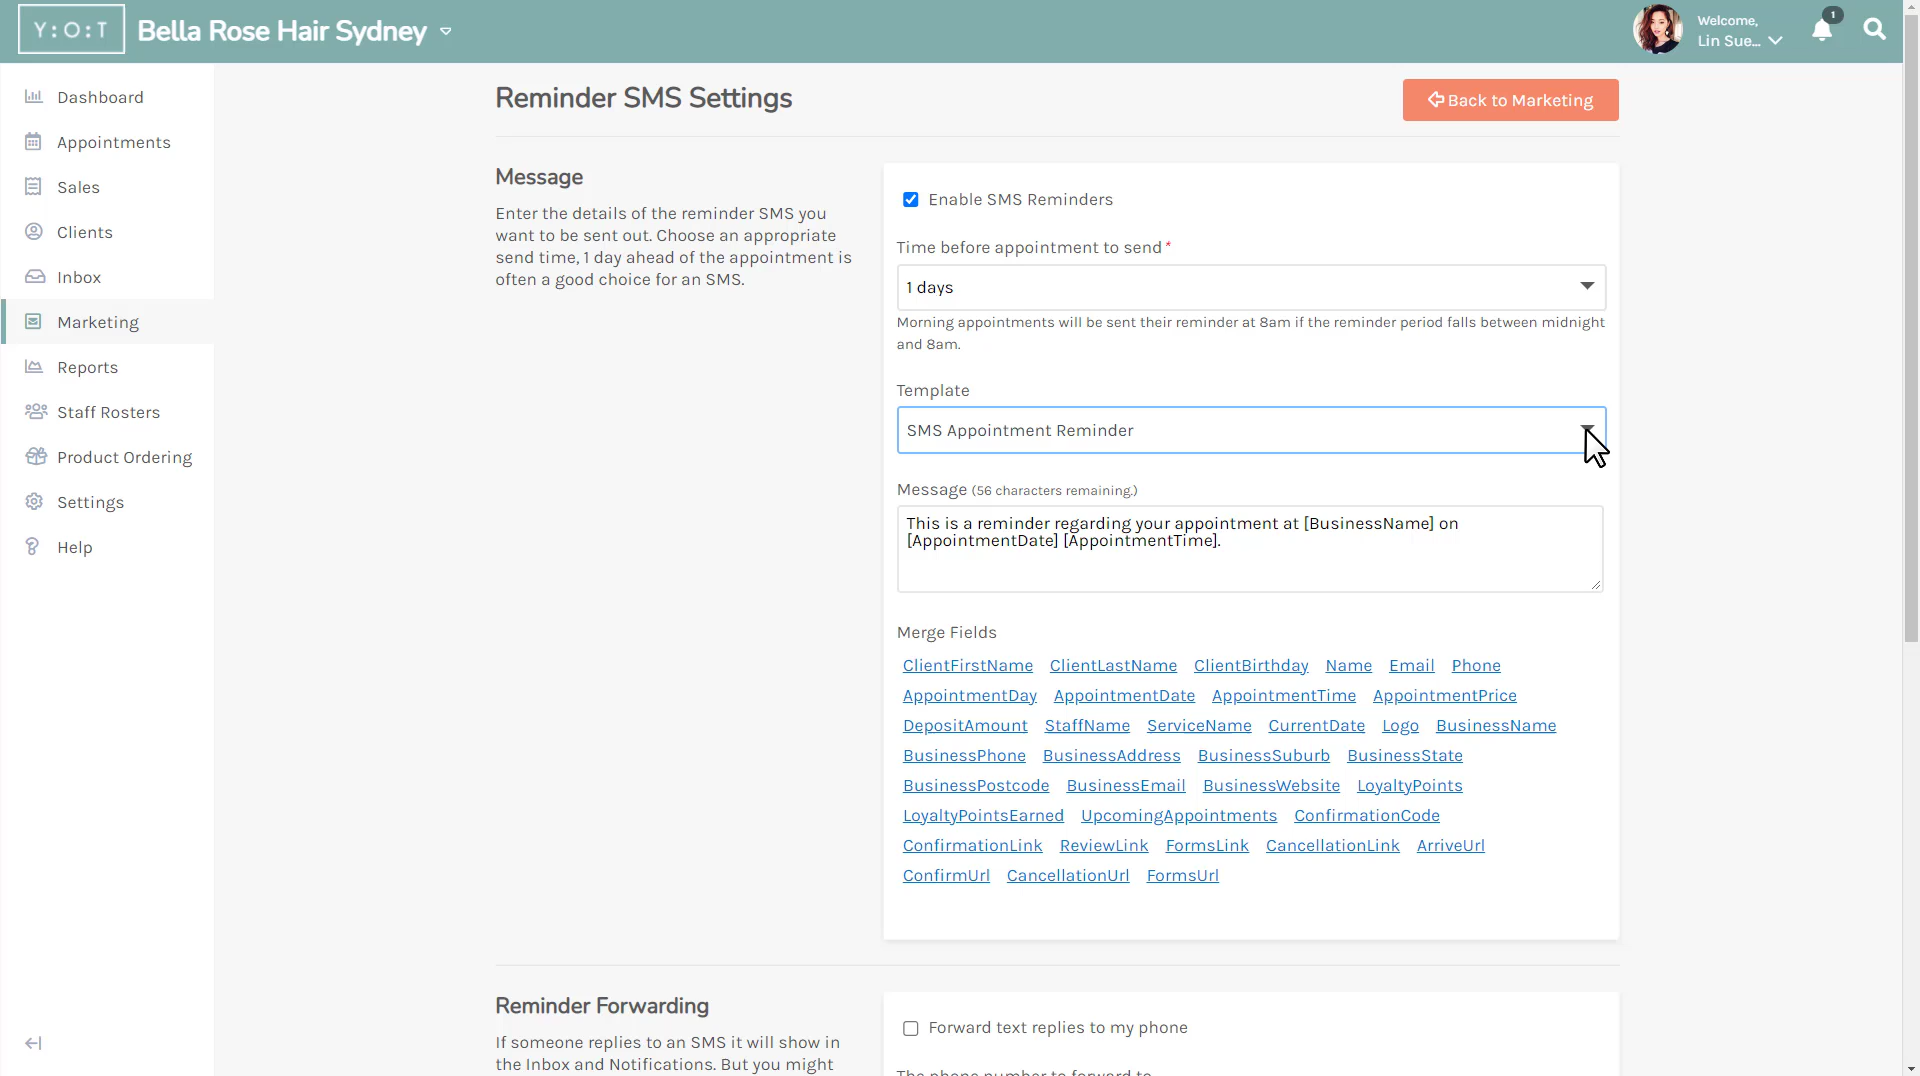 Y:O:T
Bella Rose Hair Sydney
Welcome,
Lin Sue...
1
Dashboard
Appointments
Sales
Clients
Inbox
Marketing
Reports
Staff Rosters
Product Ordering
Settings
Help
Reminder SMS Settings
Back to Marketing
Message
Enter the details of the reminder SMS you
want to be sent out. Choose an appropriate
send time, 1 day ahead of the appointment is
often a good choice for an SMS.
Enable SMS Reminders
Time before appointment to send*
1 days
Morning appointments will be sent their reminder at 8am if the reminder period falls between midnight
and 8am.
Template
SMS Appointment Reminder
Message (56 characters remaining.)
This is a reminder regarding your appointment at [BusinessName] on
[AppointmentDate] [AppointmentTime].
Merge Fields
ClientFirstName ClientLastName ClientBirthday Name Email Phone
AppointmentDay AppointmentDate AppointmentTime AppointmentPrice
DepositAmount StaffName ServiceName CurrentDate Logo BusinessName
BusinessPhone BusinessAddress BusinessSuburb BusinessState
BusinessPostcode BusinessEmail BusinessWebsite LoyaltyPoints
LoyaltyPointsEarned UpcomingAppointments ConfirmationCode
ConfirmationLink ReviewLink FormsLink CancellationLink ArriveUrl
ConfirmUrl CancellationUrl FormsUrl
Reminder Forwarding
If someone replies to an SMS it will show in
the Inbox and Notifications. But you might
Forward text replies to my phone
The phone number to forward to